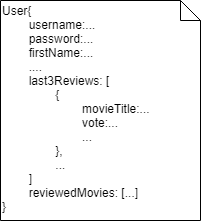 User{
username:...
password:...
firstName:...
....
last3Reviews: [
{
movieTitle:...
vote:...
...
},
...
]
reviewedMovies: [...]
}